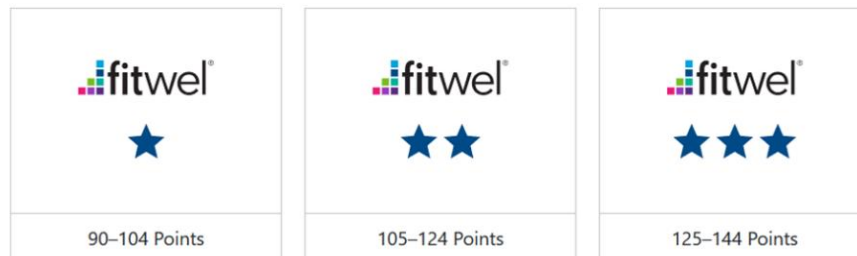 fitwel®
fitwel®
fitwel®
90–104 Points
105–124 Points
125–144 Points